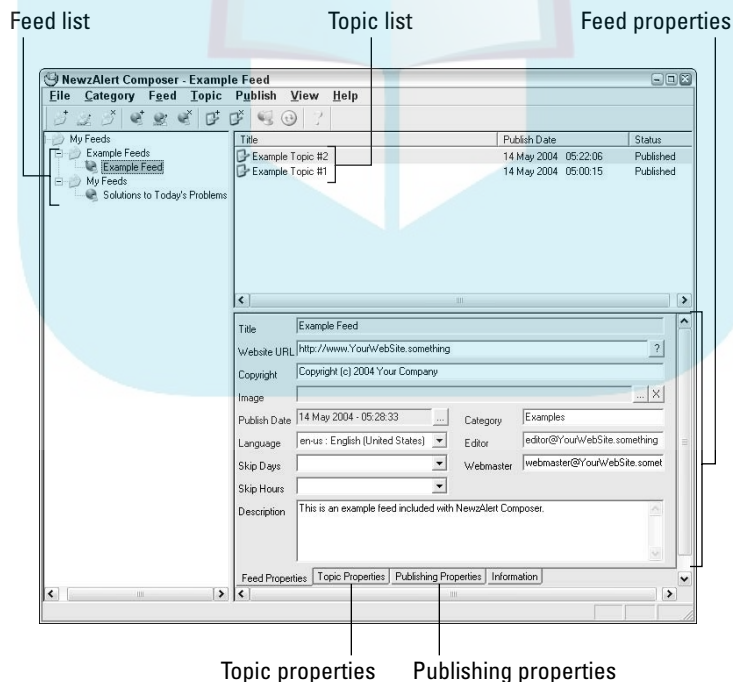 Feed list Topic list Feed properties
NewzAlert Composer - Example Feed
File Category Feed Topic Publish View Help
My Feeds
Example Feeds
Example Feed
My Feeds
Solutions to Today's Problems
Title Publish Date Status
Example Topic #2 14 May 2004 05:22:06 Published
Example Topic #1 14 May 2004 05:00:15 Published
Title Example Feed
Website URL http://www.YourWebSite.something ?
Copyright Copyright (c) 2004 Your Company
Image ... X
Publish Date 14 May 2004 - 05:28:33 ... Category Examples
Language en-us : English (United States) Editor editor@YourWebSite.something
Skip Days Webmaster webmaster@YourWebSite.somet
Skip Hours
Description This is an example feed included with NewzAlert Composer.
Feed Properties Topic Properties Publishing Properties Information
Topic properties Publishing properties